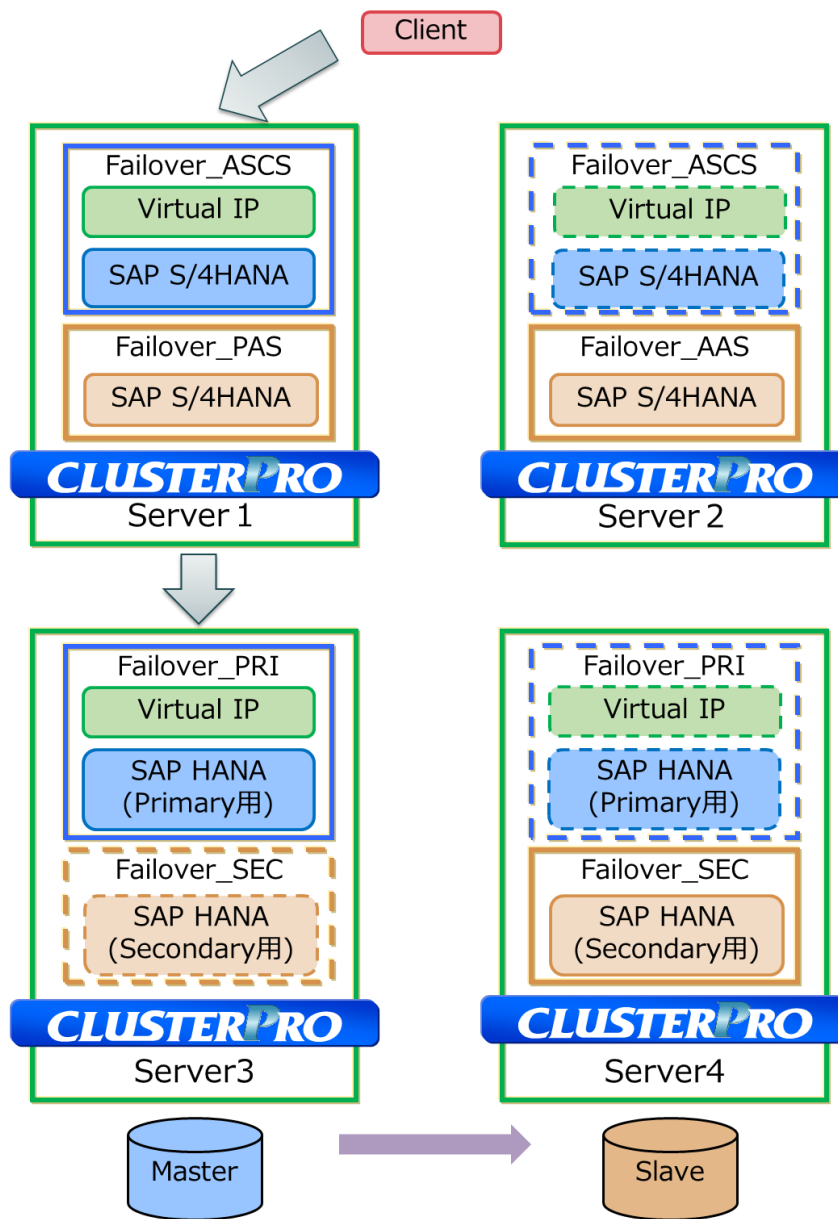 Client
Failover_ASCS
Virtual IP
SAP S/4HANA
Failover_PAS
SAP S/4HANA
CLUSTERPRO
Server 1
Failover_ASCS
Virtual IP
SAP S/4HANA
Failover_AAS
SAP S/4HANA
CLUSTERPRO
Server 2
Failover_PRI
Virtual IP
SAP HANA
(Primary用)
Failover_SEC
SAP HANA
(Secondary用)
CLUSTERPRO
Server3
Failover_PRI
Virtual IP
SAP HANA
(Primary用)
Failover_SEC
SAP HANA
(Secondary用)
CLUSTERPRO
Server4
Master
Slave